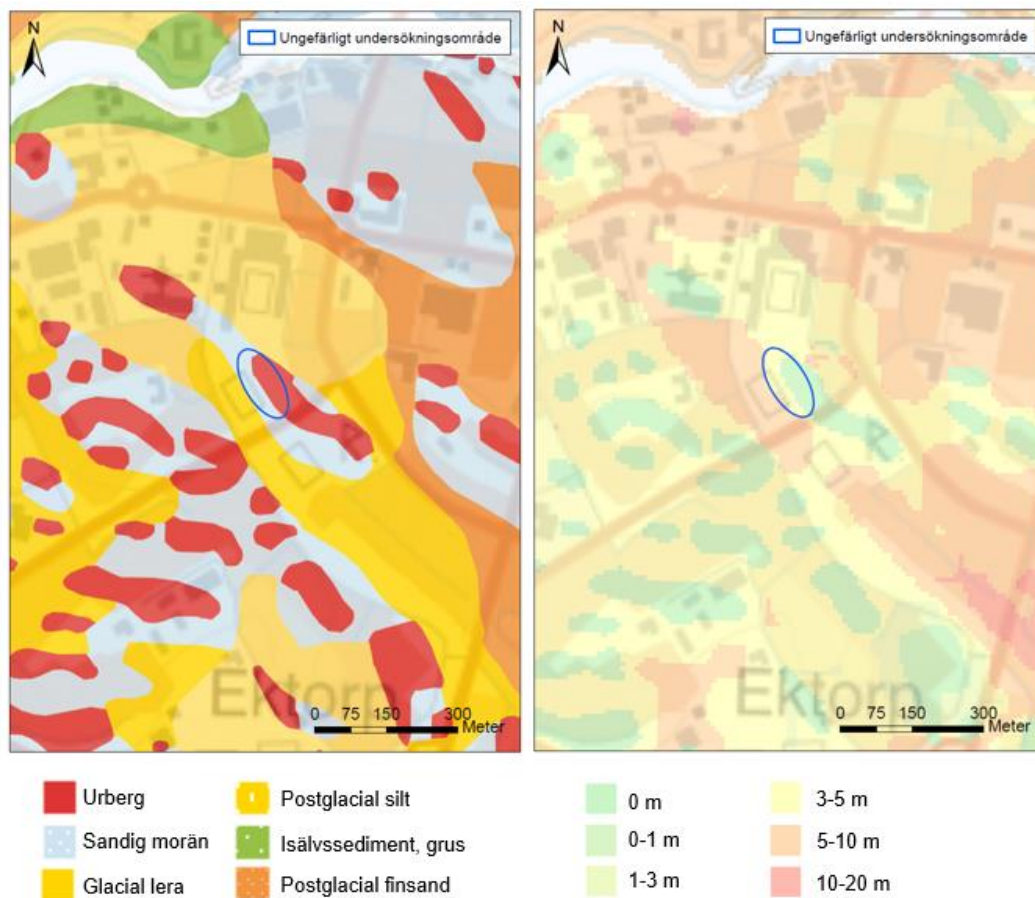 N
Ungefärligt undersökningsområde
Ektorp
0 75 150 300
Meter
N
Ungefärligt undersökningsområde
Ektorp
0 75 150 300
Meter
Urberg
Sandig morän
Glacial lera
Postglacial silt
Isälvssediment, grus
Postglacial finsand
0 m
0-1 m
1-3 m
3-5 m
5-10 m
10-20 m